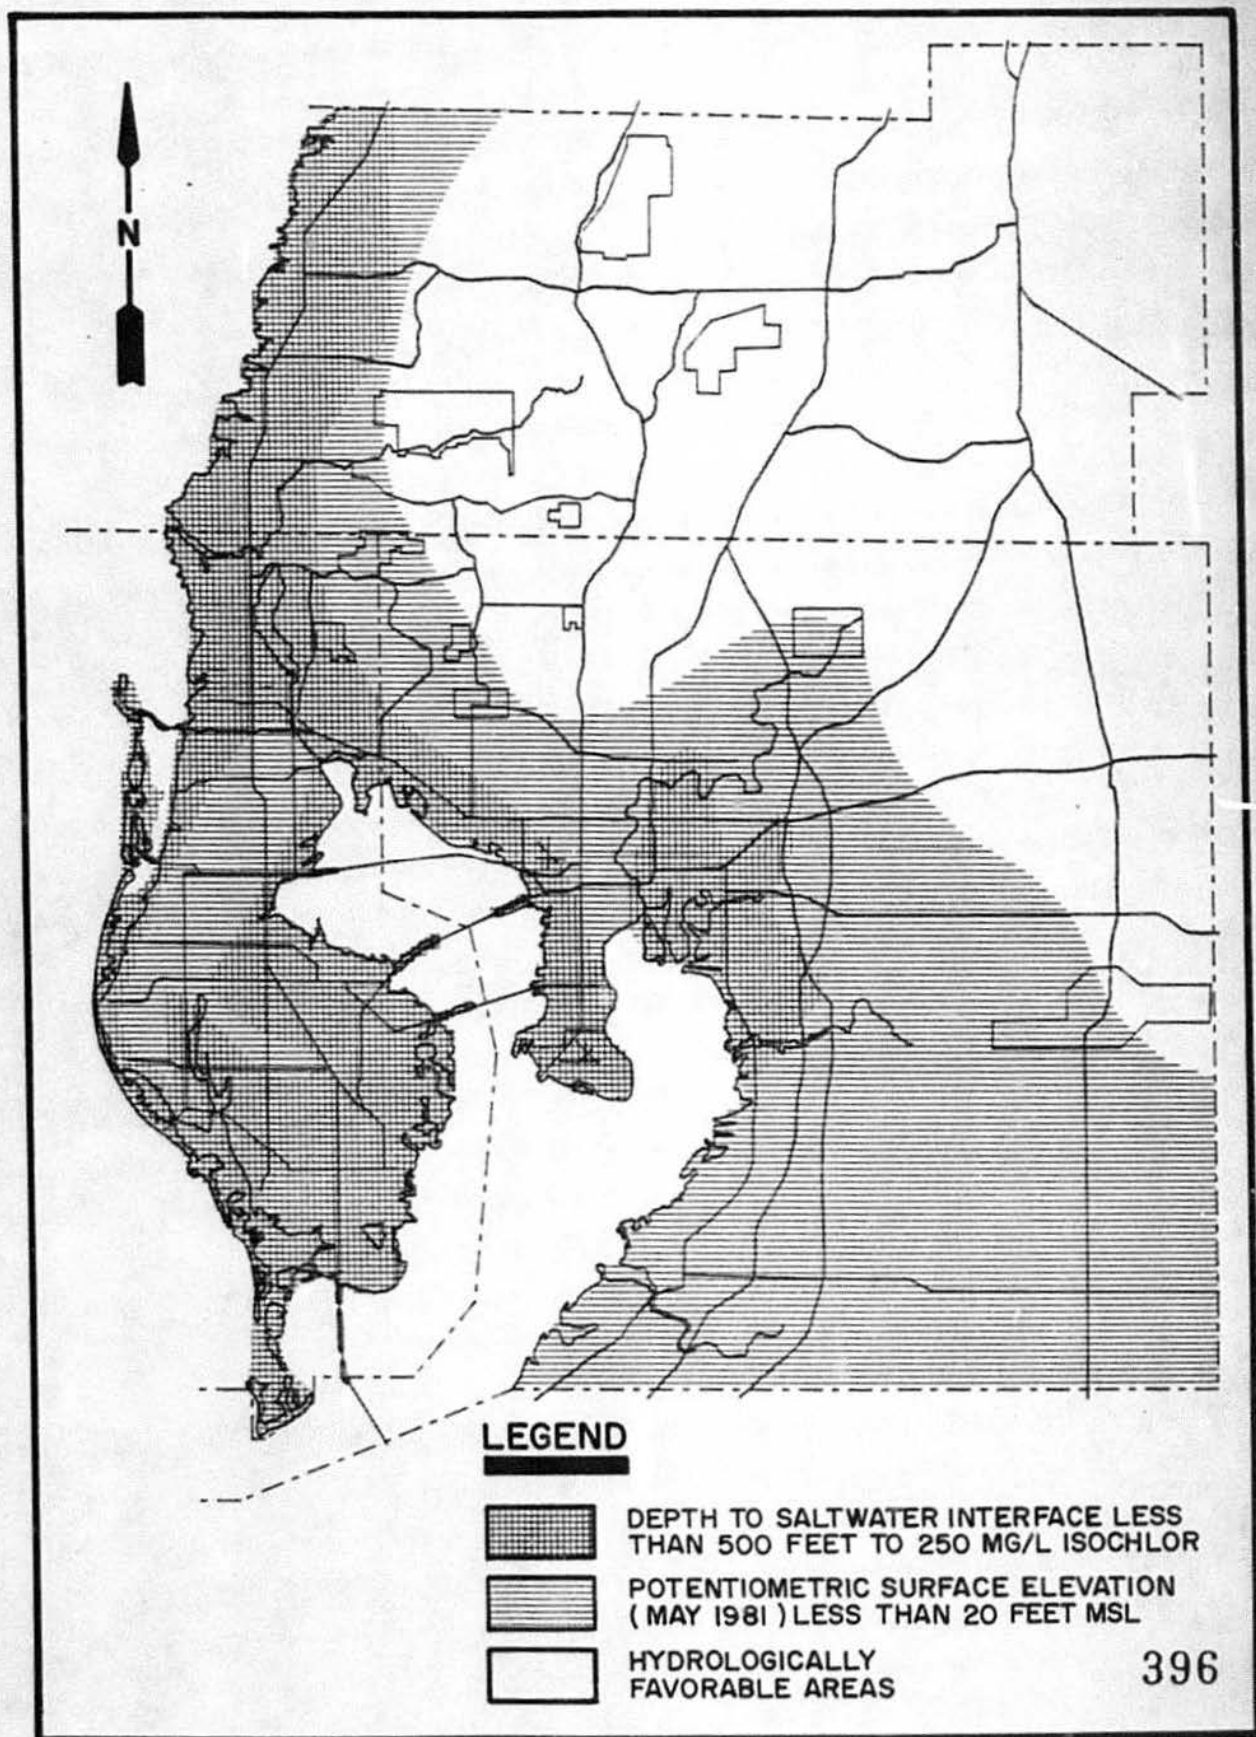 N
LEGEND
DEPTH TO SALTWATER INTERFACE LESS
THAN 500 FEET TO 250 MG/L ISOCHLOR
POTENTIOMETRIC SURFACE ELEVATION
(MAY 1981) LESS THAN 20 FEET MSL
HYDROLOGICALLY
FAVORABLE AREAS
396